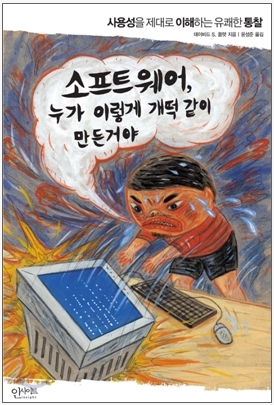 사용성을 제대로 이해하는 유쾌한 통찰
데이비드 S. 플랫 지음 | 윤성준 옮김
소프트웨어,
누가 이렇게 개떡 같이
만든거야
인사이트
insight